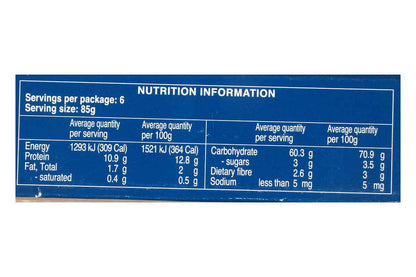 NUTRITION INFORMATION
Servings per package: 6
Serving size: 85g
Average quantity per serving
Average quantity per 100g
Energy 1293 kJ (309 Cal) 1521 kJ (364 Cal)
Protein 10.9 g 12.8 g
Fat, Total 1.7 g 2 g
- saturated 0.4 g 0.5 g
Average quantity per serving
Average quantity per 100g
Carbohydrate 60.3 g 70.9 g
- sugars 3 g 3.5 g
Dietary fibre 2.6 g 3 g
Sodium less than 5 mg 5 mg